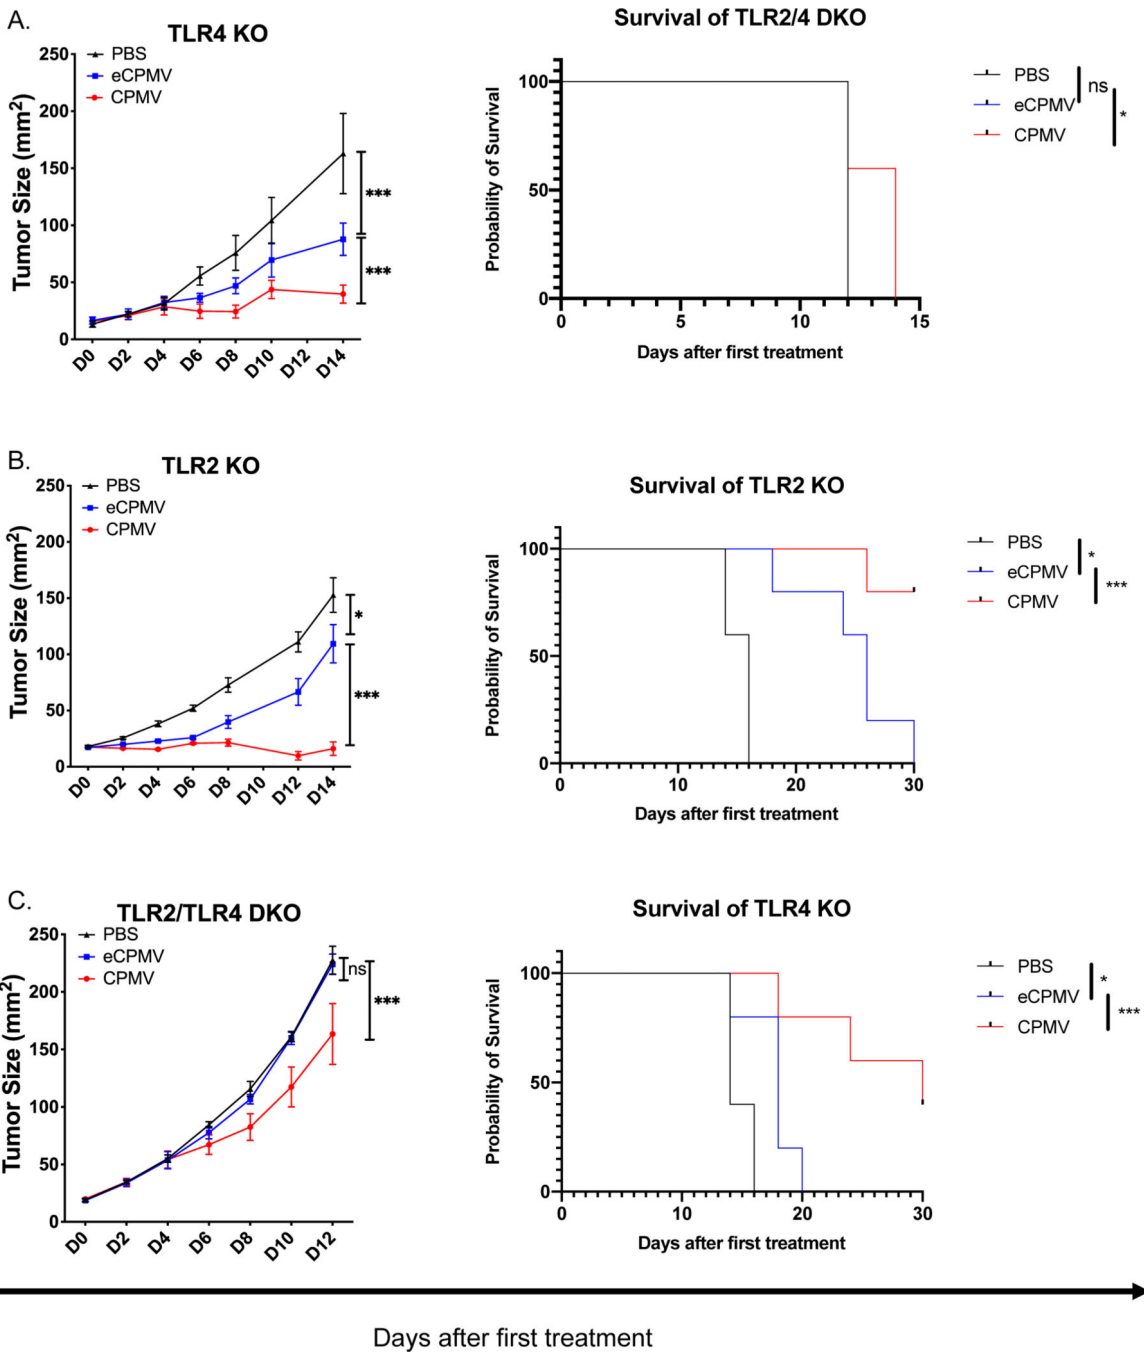 A.
TLR4 KO
PBS
eCPMV
CPMV
Tumor Size (mm²)
250
200
150
100
50
0
D0 D2 D4 D6 D8 D10 D12 D14
***
***
Survival of TLR2/4 DKO
Probability of Survival
100
50
0
0 5 10 15
Days after first treatment
PBS
eCPMV
CPMV
ns
*
B.
TLR2 KO
PBS
eCPMV
CPMV
Tumor Size (mm²)
250
200
150
100
50
0
D0 D2 D4 D6 D8 D10 D12 D14
*
***
Survival of TLR2 KO
Probability of Survival
100
50
0
0 10 20 30
Days after first treatment
PBS
eCPMV
CPMV
*
***
C.
TLR2/TLR4 DKO
PBS
eCPMV
CPMV
Tumor Size (mm²)
250
200
150
100
50
0
D0 D2 D4 D6 D8 D10 D12
ns
***
Survival of TLR4 KO
Probability of Survival
100
50
0
0 10 20 30
Days after first treatment
PBS
eCPMV
CPMV
*
***
Days after first treatment